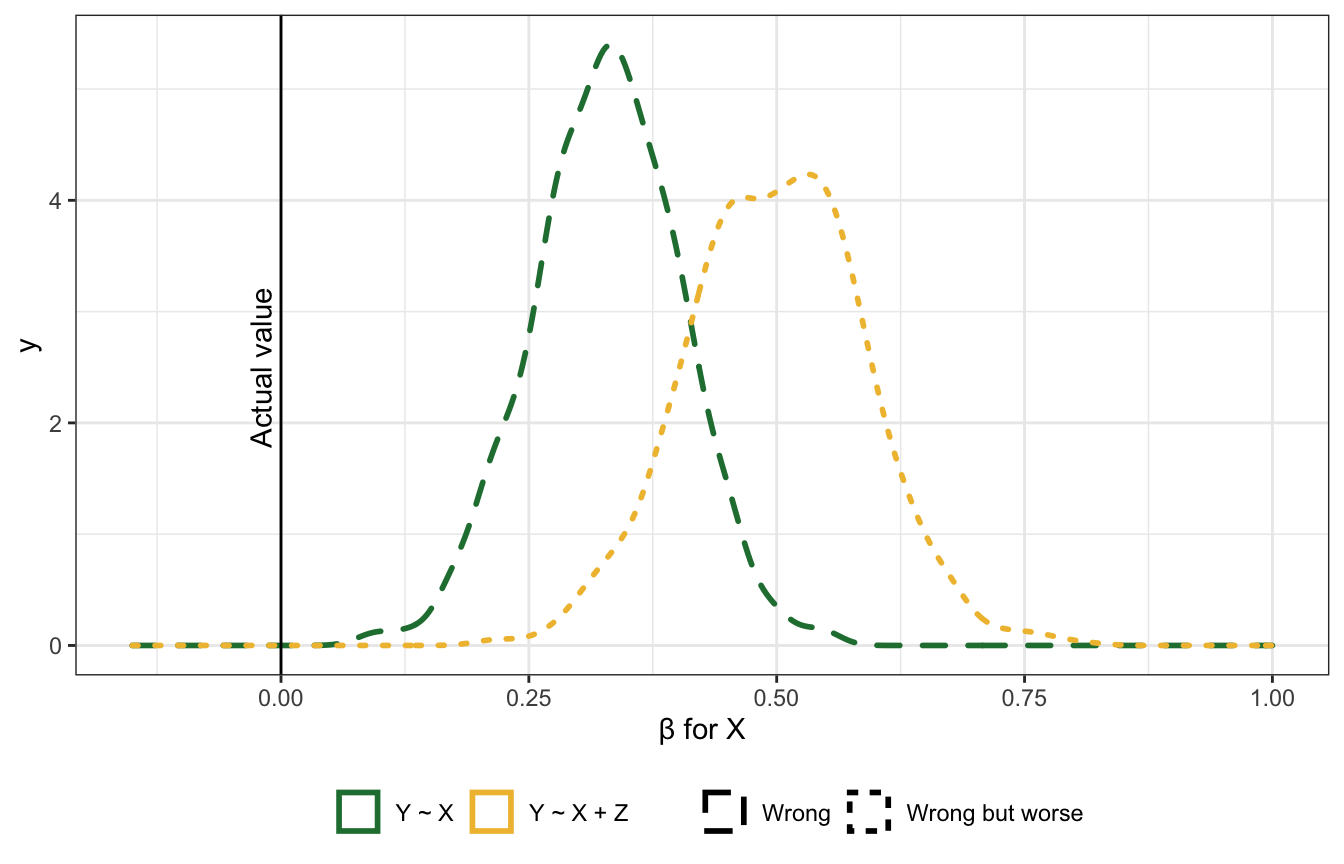 4
2
0
y
Actual value
0.00 0.25 0.50 0.75 1.00
β for X
Y ~ X Y ~ X + Z Wrong Wrong but worse